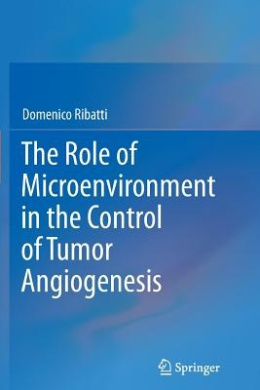 Domenico Ribatti
The Role of
Microenvironment
in the Control
of Tumor
Angiogenesis
Springer